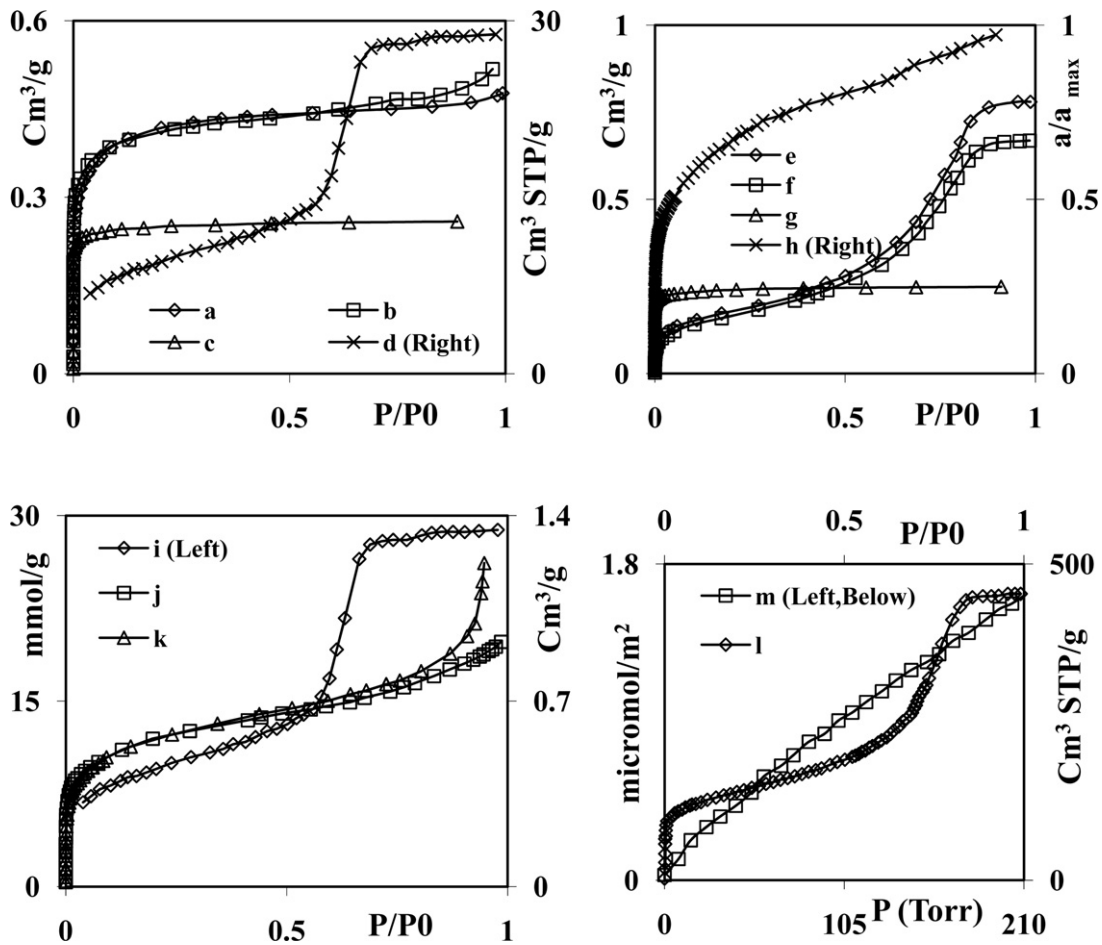 0.6
30
Cm³/g
Cm³ STP/g
0.3
a
b
c
d (Right)
0
0
0
0.5
P/P0
1
1
1
Cm³/g
a/a max
e
f
g
h (Right)
0.5
0.5
0
0
0
0.5
P/P0
1
30
1.4
i (Left)
j
k
mmol/g
Cm³/g
15
0.7
0
0
0
0.5
P/P0
1
0
0.5
P/P0
1
1.8
500
m (Left,Below)
l
micromol/m²
Cm³ STP/g
0
0
0
105
P (Torr)
210